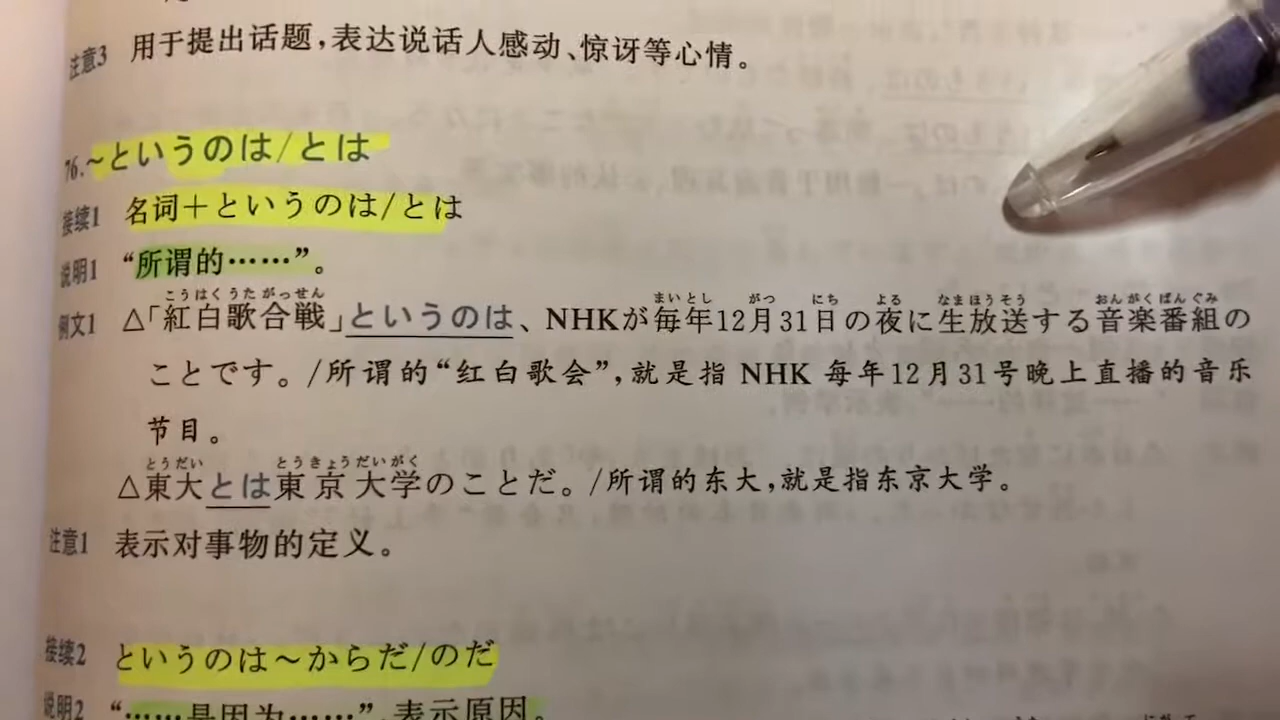 注意3 用于提出话题,表达说话人感动、惊讶等心情。
76.~というのは/とは
接续1 名词+というのは/とは
说明1 “所谓的……”。
こうはくうたがっせん まいとし がつ にち よる なまほうそう おんがくばんぐみ
例文1 △「紅白歌合戦」というのは、NHKが毎年12月31日の夜に生放送する音楽番組の
ことです。/所谓的“红白歌会”,就是指 NHK 每年12月31号晚上直播的音乐
节目。
とうだい とうきょうだいがく
△東大とは東京大学のことだ。/所谓的东大,就是指东京大学。
注意1 表示对事物的定义。
接续2 というのは~からだ/のだ
说明2 “……是因为……”,表示原因。